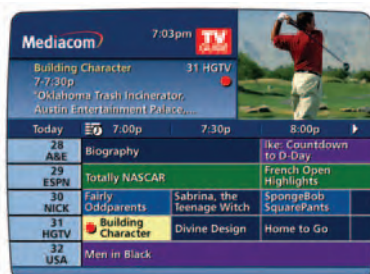 Mediacom
7:03pm
TV
GUIDE
Building
Character
31 HGTV
7-7:30p
"Oklahoma Trash Incinerator,
Austin Entertainment Palace,...
Today 7:00p 7:30p 8:00p
28
A&E
Biography
Ike: Countdown
to D-Day
29
ESPN
Totally NASCAR
French Open
Highlights
30
NICK
Fairly
Oddparents
Sabrina, the
Teenage Witch
SpongeBob
SquarePants
31
HGTV
Building
Character
Divine Design
Home to Go
32
USA
Men in Black